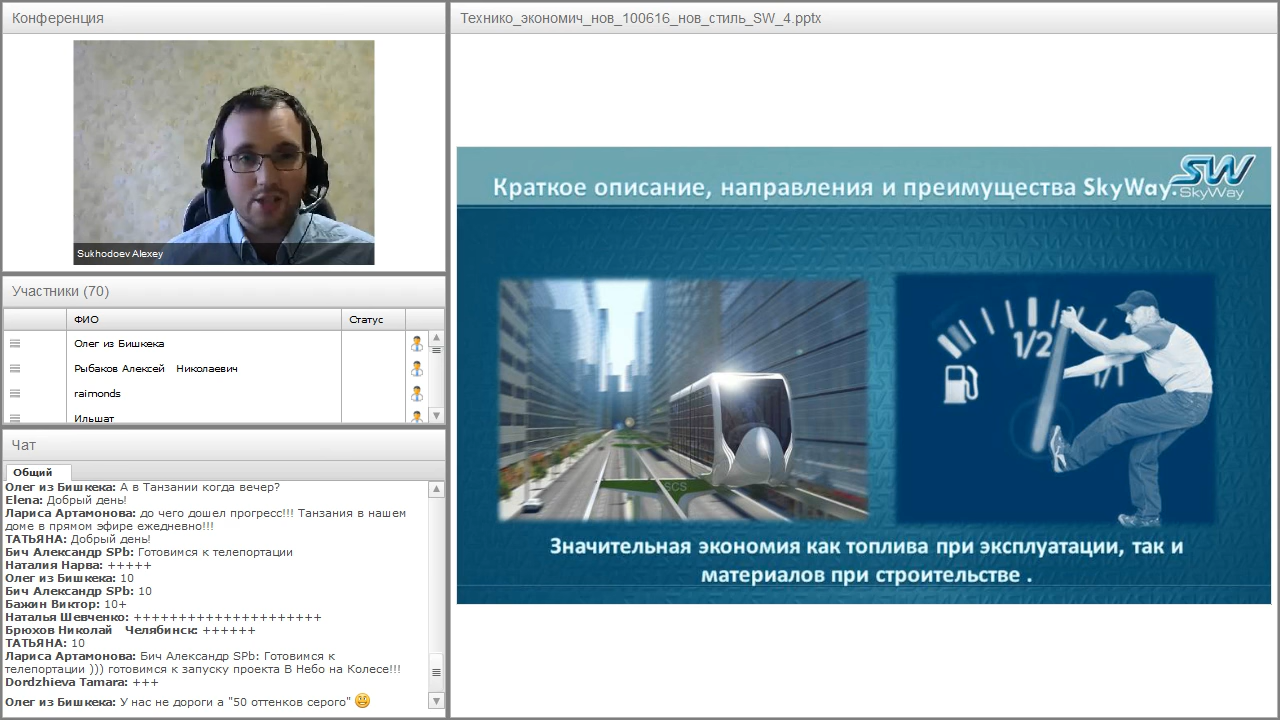 Конференция
Sukhodoev Alexey
Участники (70)
ФИО
Статус
Олег из Бишкека
Рыбаков Алексей Николаевич
raimonds
Ильшат
Чат
Общий
Олег из Бишкека: А в Танзании когда вечер?
Elena: Добрый день!
Лариса Артамонова: до чего дошел прогресс!!! Танзания в нашем
доме в прямом эфире ежедневно!!!
ТАТЬЯНА: Добрый день!
Бич Александр SPb: Готовимся к телепортации
Наталия Нарва: +++++
Олег из Бишкека: 10
Бич Александр SPb: 10
Бажин Виктор: 10+
Наталья Шевченко: +++++++++++++++++++++
Брюхов Николай Челябинск: ++++++
ТАТЬЯНА: 10
Лариса Артамонова: Бич Александр SPb: Готовимся к
телепортации ))) готовимся к запуску проекта В Небо на Колесе!!!
Dordzhieva Tamara: +++
Олег из Бишкека: У нас не дороги а "50 оттенков серого"
Технико_экономич_нов_100616_нов_стиль_SW_4.pptx
Краткое описание, направления и преимущества SkyWay.
SW
SkyWay
SCS
1/2
1/1
Значительная экономия как топлива при эксплуатации, так и
материалов при строительстве .